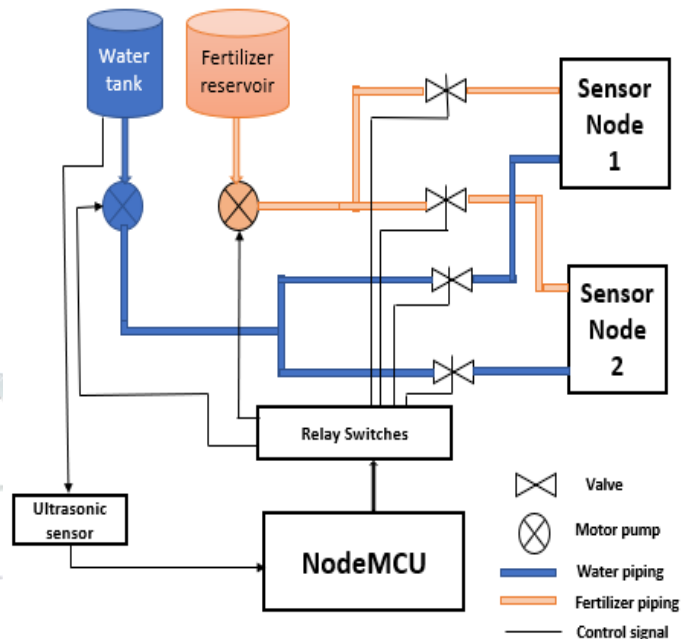 Water
tank
Fertilizer
reservoir
Sensor
Node
1
Sensor
Node
2
Relay Switches
Ultrasonic
sensor
NodeMCU
Valve
Motor pump
Water piping
Fertilizer piping
Control signal